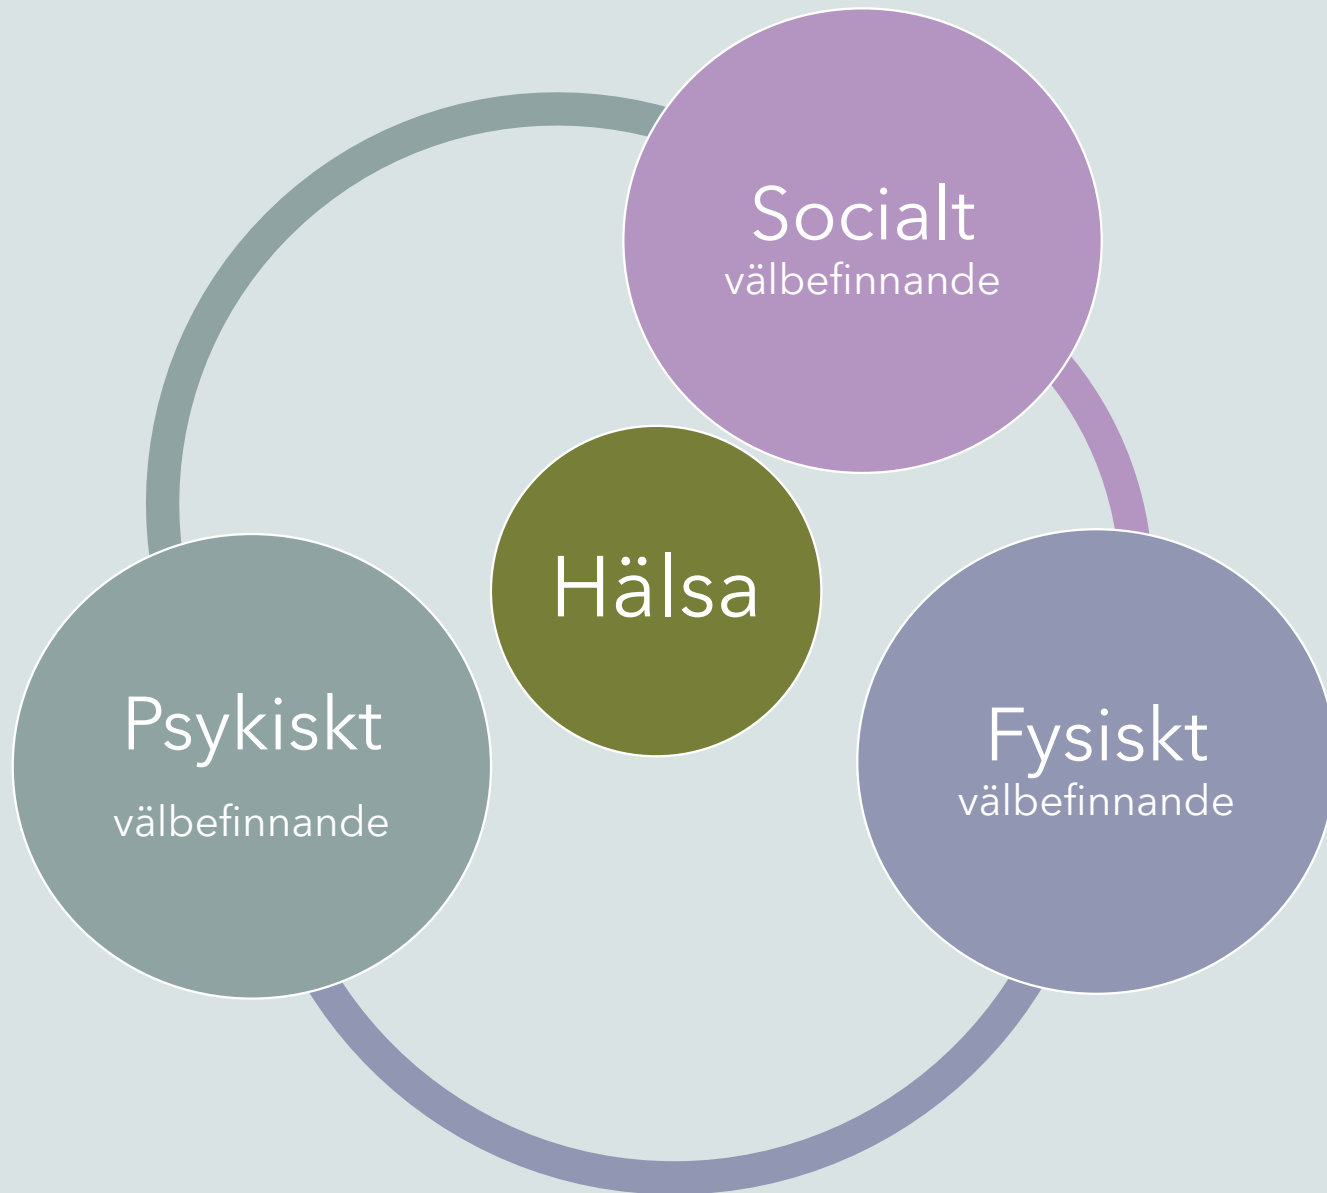 Socialt
välbefinnande
Hälsa
Psykiskt
välbefinnande
Fysiskt
välbefinnande